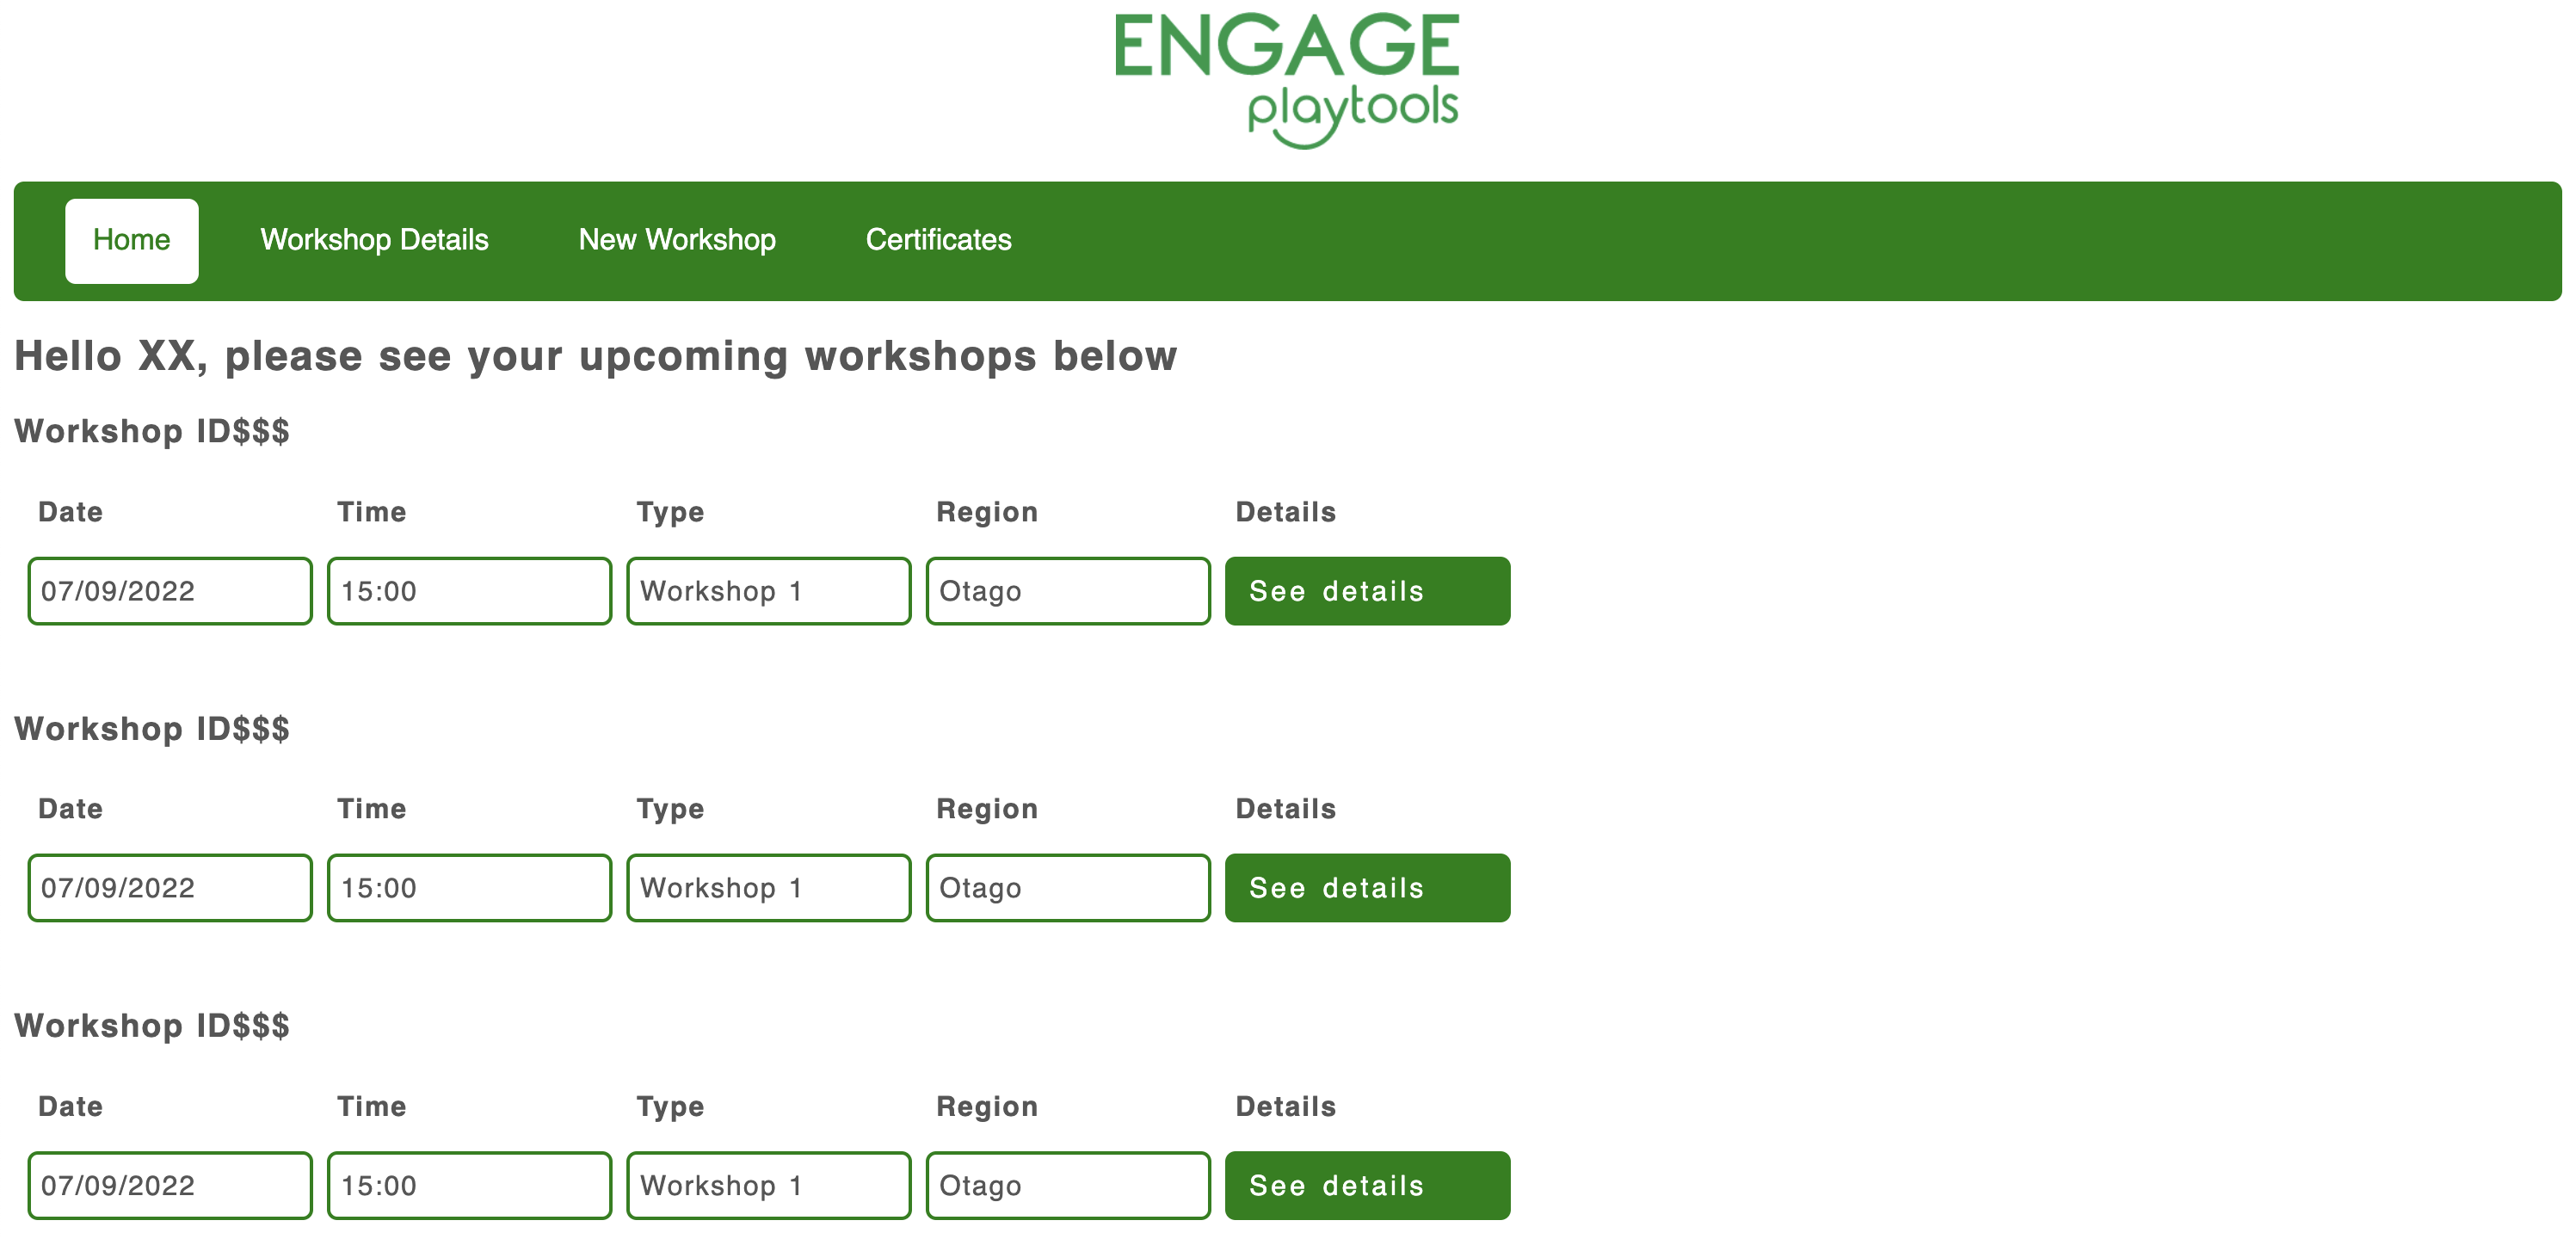 ENGAGE
playtools
Home Workshop Details New Workshop Certificates
Hello XX, please see your upcoming workshops below
Workshop ID$$$
Date Time Type Region Details
07/09/2022 15:00 Workshop 1 Otago See details
Workshop ID$$$
Date Time Type Region Details
07/09/2022 15:00 Workshop 1 Otago See details
Workshop ID$$$
Date Time Type Region Details
07/09/2022 15:00 Workshop 1 Otago See details